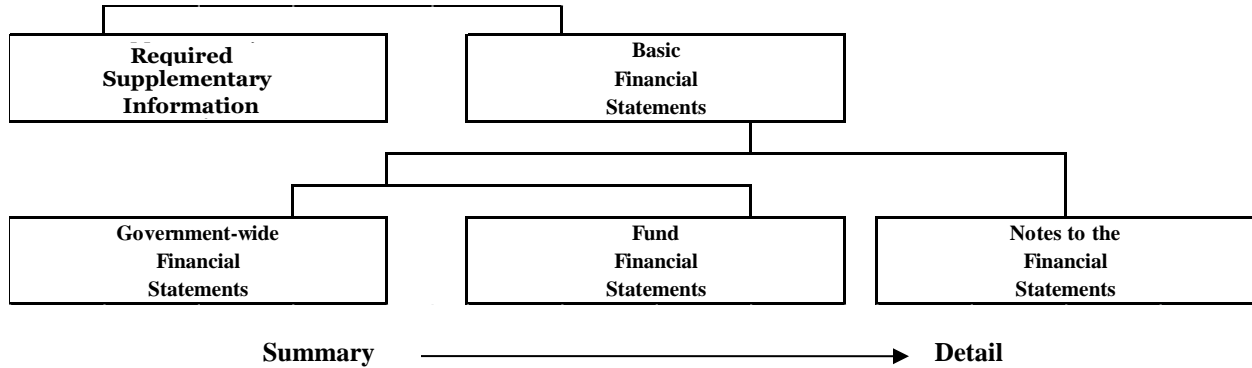 Required
Supplementary
Information
Basic
Financial
Statements
Government-wide
Financial
Statements
Fund
Financial
Statements
Notes to the
Financial
Statements
Summary
Detail